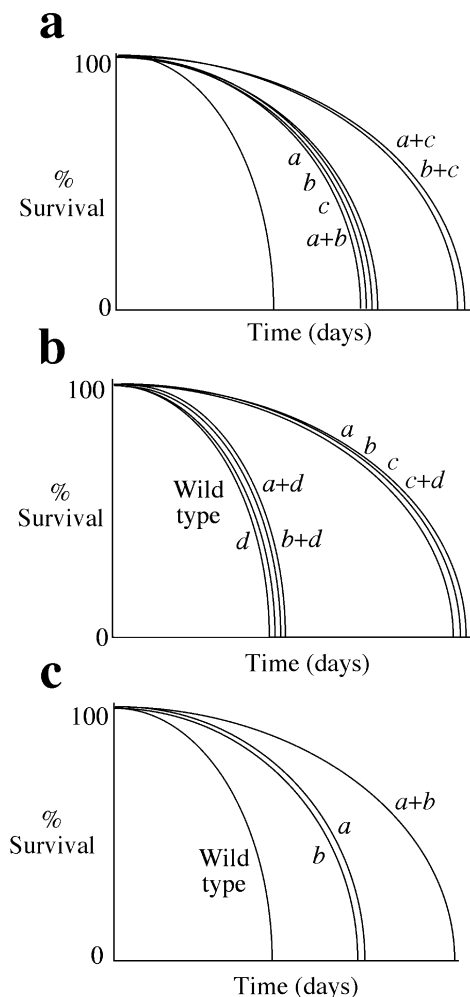 a
100
%
Survival
0
a
b
c
a+b
a+c
b+c
Time (days)
b
100
%
Survival
0
Wild
type
d
a+d
b+d
a
b
c
c+d
Time (days)
c
100
%
Survival
0
Wild
type
a
b
a+b
Time (days)